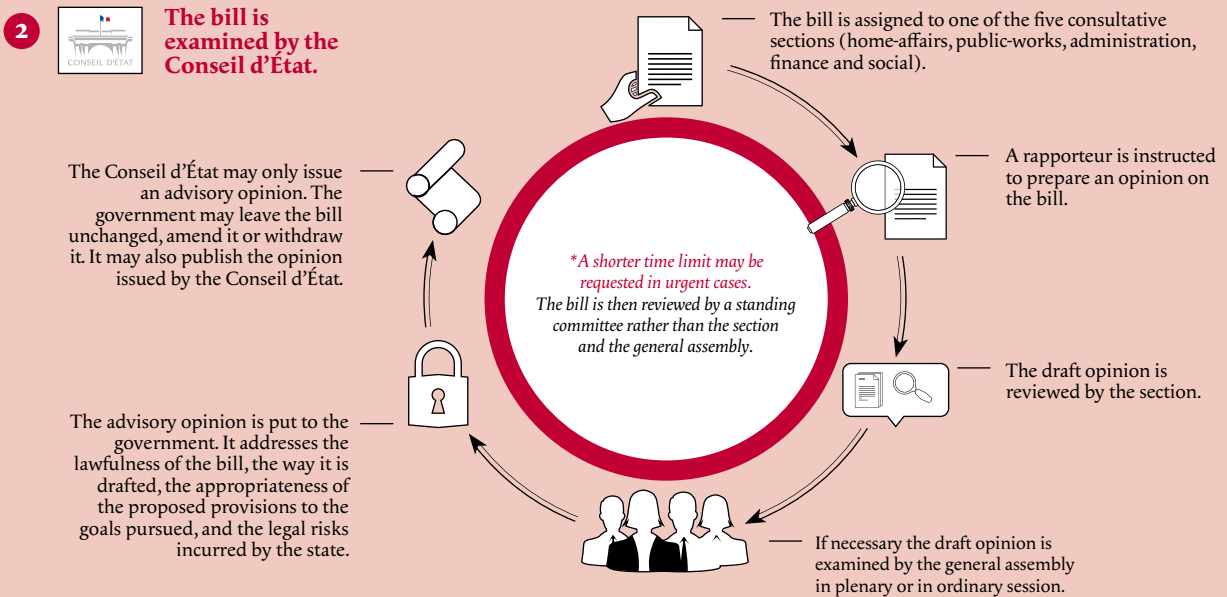 2
CONSEIL D'ÉTAT
The bill is
examined by the
Conseil d'État.
The bill is assigned to one of the five consultative
sections (home-affairs, public-works, administration,
finance and social).
A rapporteur is instructed
to prepare an opinion on
the bill.
The draft opinion is
reviewed by the section.
If necessary the draft opinion is
examined by the general assembly
in plenary or in ordinary session.
The advisory opinion is put to the
government. It addresses the
lawfulness of the bill, the way it is
drafted, the appropriateness of
the proposed provisions to the
goals pursued, and the legal risks
incurred by the state.
The Conseil d'État may only issue
an advisory opinion. The
government may leave the bill
unchanged, amend it or withdraw
it. It may also publish the opinion
issued by the Conseil d'État.
*A shorter time limit may be
requested in urgent cases.
The bill is then reviewed by a standing
committee rather than the section
and the general assembly.